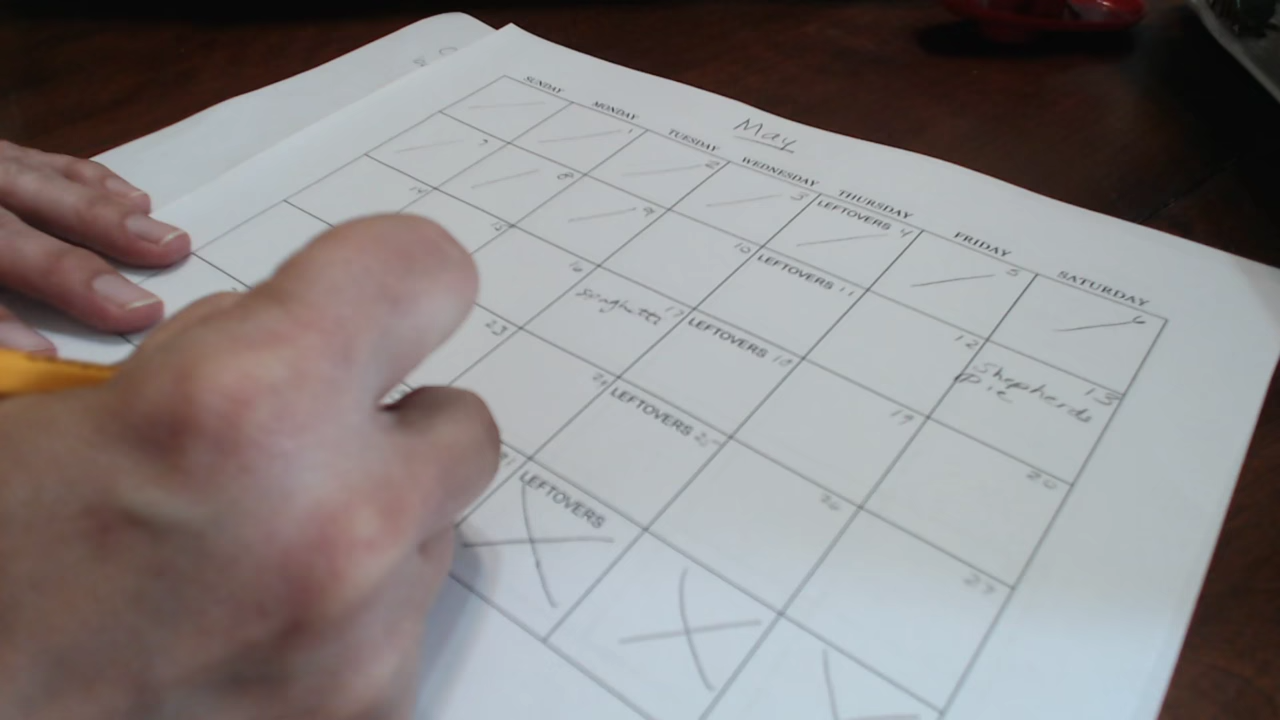 May
SUNDAY MONDAY TUESDAY WEDNESDAY THURSDAY FRIDAY SATURDAY
1 2 3 LEFTOVERS 4 5 6
7 8 9 10 LEFTOVERS 11 12 13
Shepherds
Pie
14 15 16 17 LEFTOVERS 18 19 20
Spaghetti
23 LEFTOVERS 25 26 27
LEFTOVERS